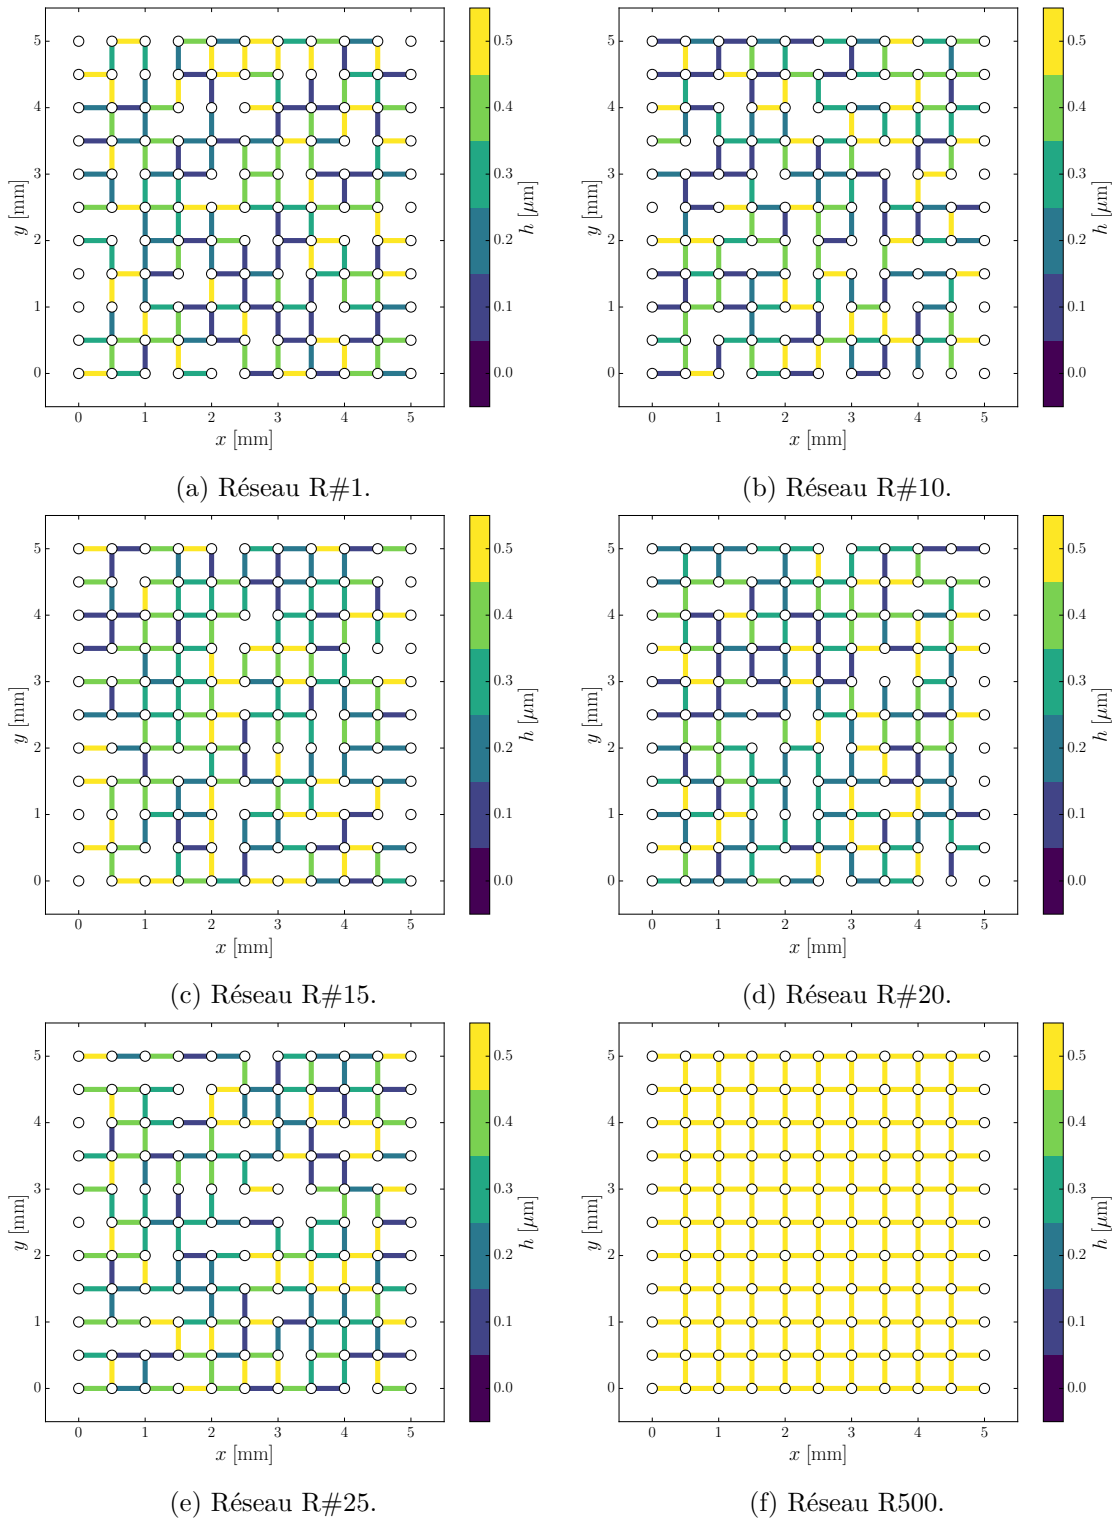 5
4
3
2
1
0
y [mm]
0 1 2 3 4 5
x [mm]
0.5
0.4
0.3
0.2
0.1
0.0
h [μm]
(a) Réseau R#1.
5
4
3
2
1
0
y [mm]
0 1 2 3 4 5
x [mm]
0.5
0.4
0.3
0.2
0.1
0.0
h [μm]
(b) Réseau R#10.
5
4
3
2
1
0
y [mm]
0 1 2 3 4 5
x [mm]
0.5
0.4
0.3
0.2
0.1
0.0
h [μm]
(c) Réseau R#15.
5
4
3
2
1
0
y [mm]
0 1 2 3 4 5
x [mm]
0.5
0.4
0.3
0.2
0.1
0.0
h [μm]
(d) Réseau R#20.
5
4
3
2
1
0
y [mm]
0 1 2 3 4 5
x [mm]
0.5
0.4
0.3
0.2
0.1
0.0
h [μm]
(e) Réseau R#25.
5
4
3
2
1
0
y [mm]
0 1 2 3 4 5
x [mm]
0.5
0.4
0.3
0.2
0.1
0.0
h [μm]
(f) Réseau R500.